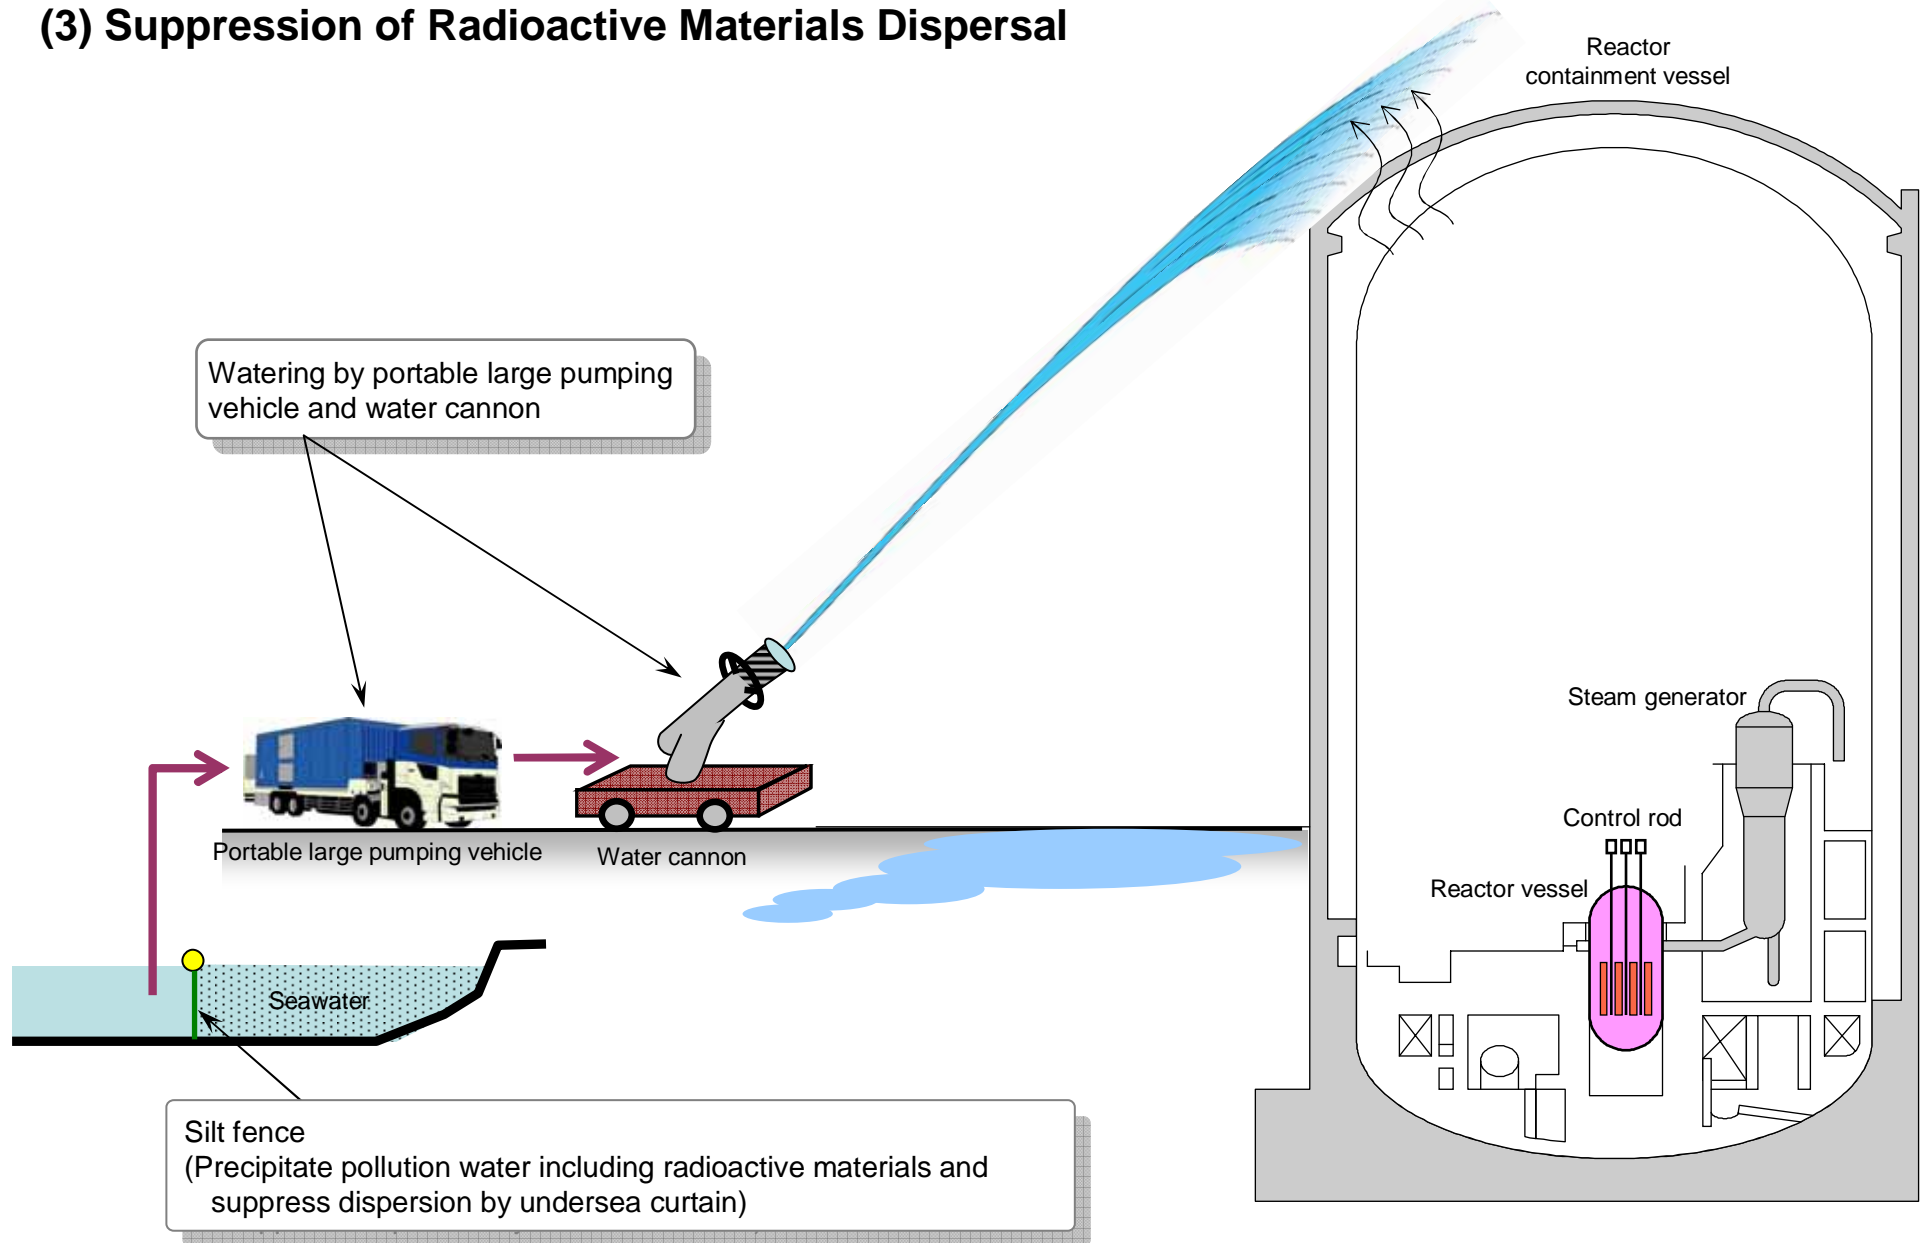 (3) Suppression of Radioactive Materials Dispersal
Reactor
containment vessel
Watering by portable large pumping
vehicle and water cannon
Steam generator
Control rod
Portable large pumping vehicle
Water cannon
Reactor vessel
Seawater
Silt fence
(Precipitate pollution water including radioactive materials and
suppress dispersion by undersea curtain)